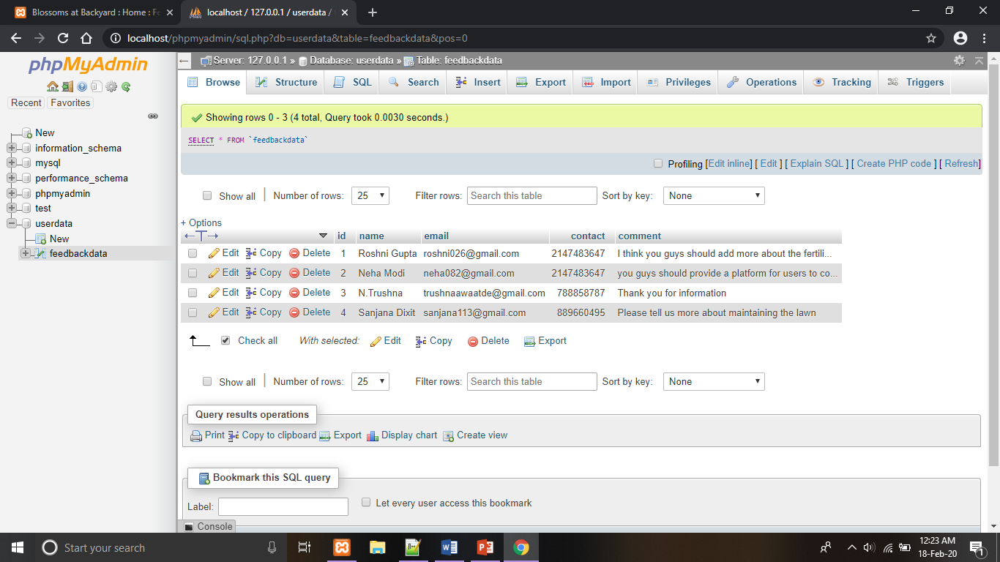 Blossoms at Backyard : Home : Fe
localhost / 127.0.0.1 / userdata /
localhost/phpmyadmin/sql.php?db=userdata&table=feedbackdata&pos=0
phpMyAdmin
Recent Favorites
New
information_schema
mysql
performance_schema
phpmyadmin
test
userdata
New
feedbackdata
Server: 127.0.0.1 » Database: userdata » Table: feedbackdata
Browse Structure SQL Search Insert Export Import Privileges Operations Tracking Triggers
Showing rows 0 - 3 (4 total, Query took 0.0030 seconds.)
SELECT * FROM `feedbackdata`
Profiling [Edit inline] [ Edit ] [ Explain SQL ] [ Create PHP code ] [ Refresh]
Show all Number of rows: 25 Filter rows: Search this table Sort by key: None
+ Options
id name email contact comment
Edit Copy Delete 1 Roshni Gupta roshni026@gmail.com 2147483647 I think you guys should add more about the fertili...
Edit Copy Delete 2 Neha Modi neha082@gmail.com 2147483647 you guys should provide a platform for users to co...
Edit Copy Delete 3 N.Trushna trushnaawaatde@gmail.com 788858787 Thank you for information
Edit Copy Delete 4 Sanjana Dixit sanjana113@gmail.com 889660495 Please tell us more about maintaining the lawn
Check all With selected: Edit Copy Delete Export
Show all Number of rows: 25 Filter rows: Search this table Sort by key: None
Query results operations
Print Copy to clipboard Export Display chart Create view
Bookmark this SQL query
Label: Let every user access this bookmark
Console
Start your search
12:23 AM
18-Feb-20
1